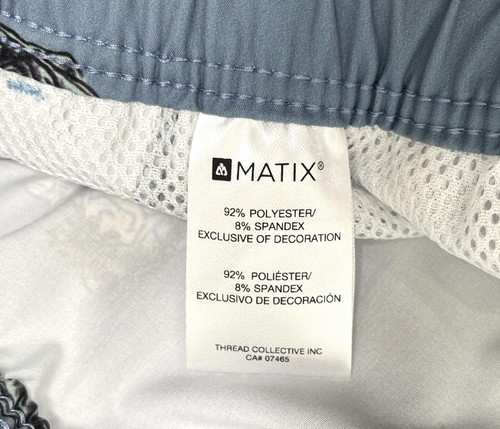 MATIX®
92% POLYESTER/
8% SPANDEX
EXCLUSIVE OF DECORATION
92% POLIÉSTER/
8% SPANDEX
EXCLUSIVO DE DECORACIÓN
THREAD COLLECTIVE INC
CA# 07465